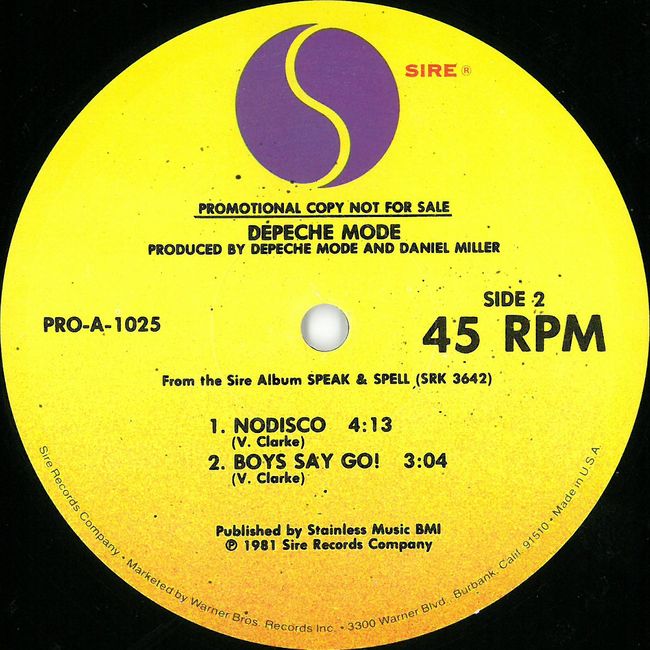 SIRE ®
PROMOTIONAL COPY NOT FOR SALE
DEPECHE MODE
PRODUCED BY DEPECHE MODE AND DANIEL MILLER
SIDE 2
PRO-A-1025
45 RPM
From the Sire Album SPEAK & SPELL (SRK 3642)
1. NODISCO 4:13
(V. Clarke)
2. BOYS SAY GO! 3:04
(V. Clarke)
Published by Stainless Music BMI
℗ 1981 Sire Records Company
Sire Records Company • Marketed by Warner Bros. Records Inc. • 3300 Warner Blvd., Burbank, Calif. 91510 • Made in U.S.A.